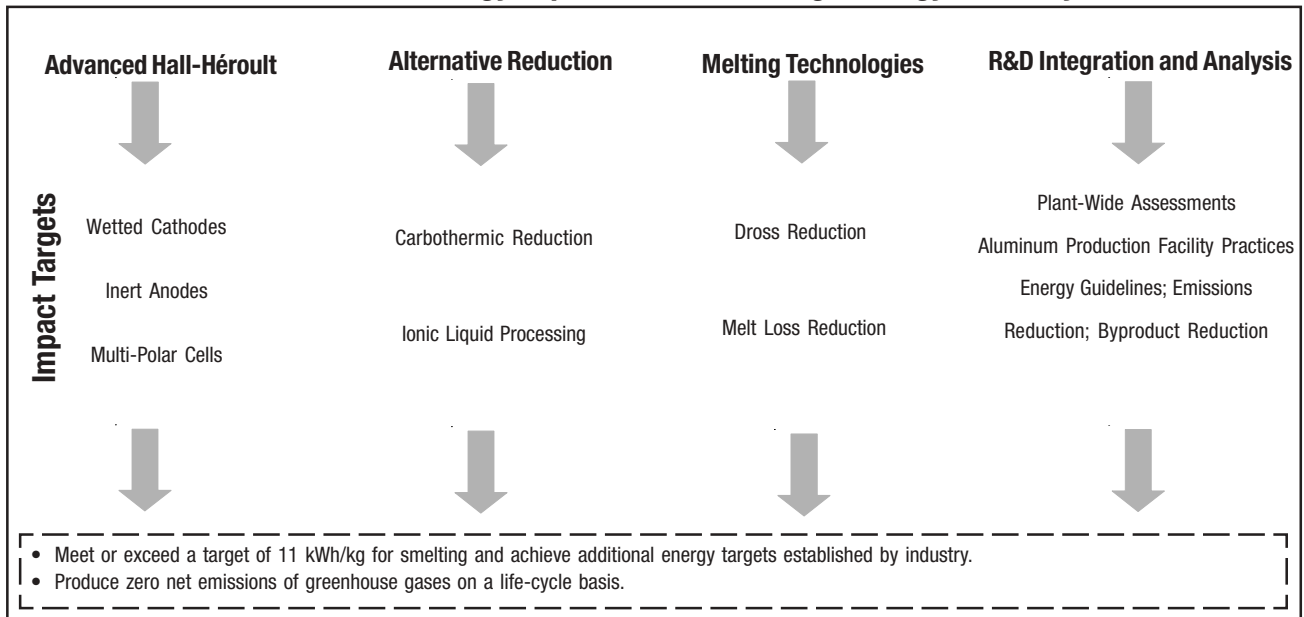 Advanced Hall-Héroult
Alternative Reduction
Melting Technologies
R&D Integration and Analysis
Impact Targets
Wetted Cathodes
Inert Anodes
Multi-Polar Cells
Carbothermic Reduction
Ionic Liquid Processing
Dross Reduction
Melt Loss Reduction
Plant-Wide Assessments
Aluminum Production Facility Practices
Energy Guidelines; Emissions
Reduction; Byproduct Reduction
• Meet or exceed a target of 11 kWh/kg for smelting and achieve additional energy targets established by industry.
• Produce zero net emissions of greenhouse gases on a life-cycle basis.